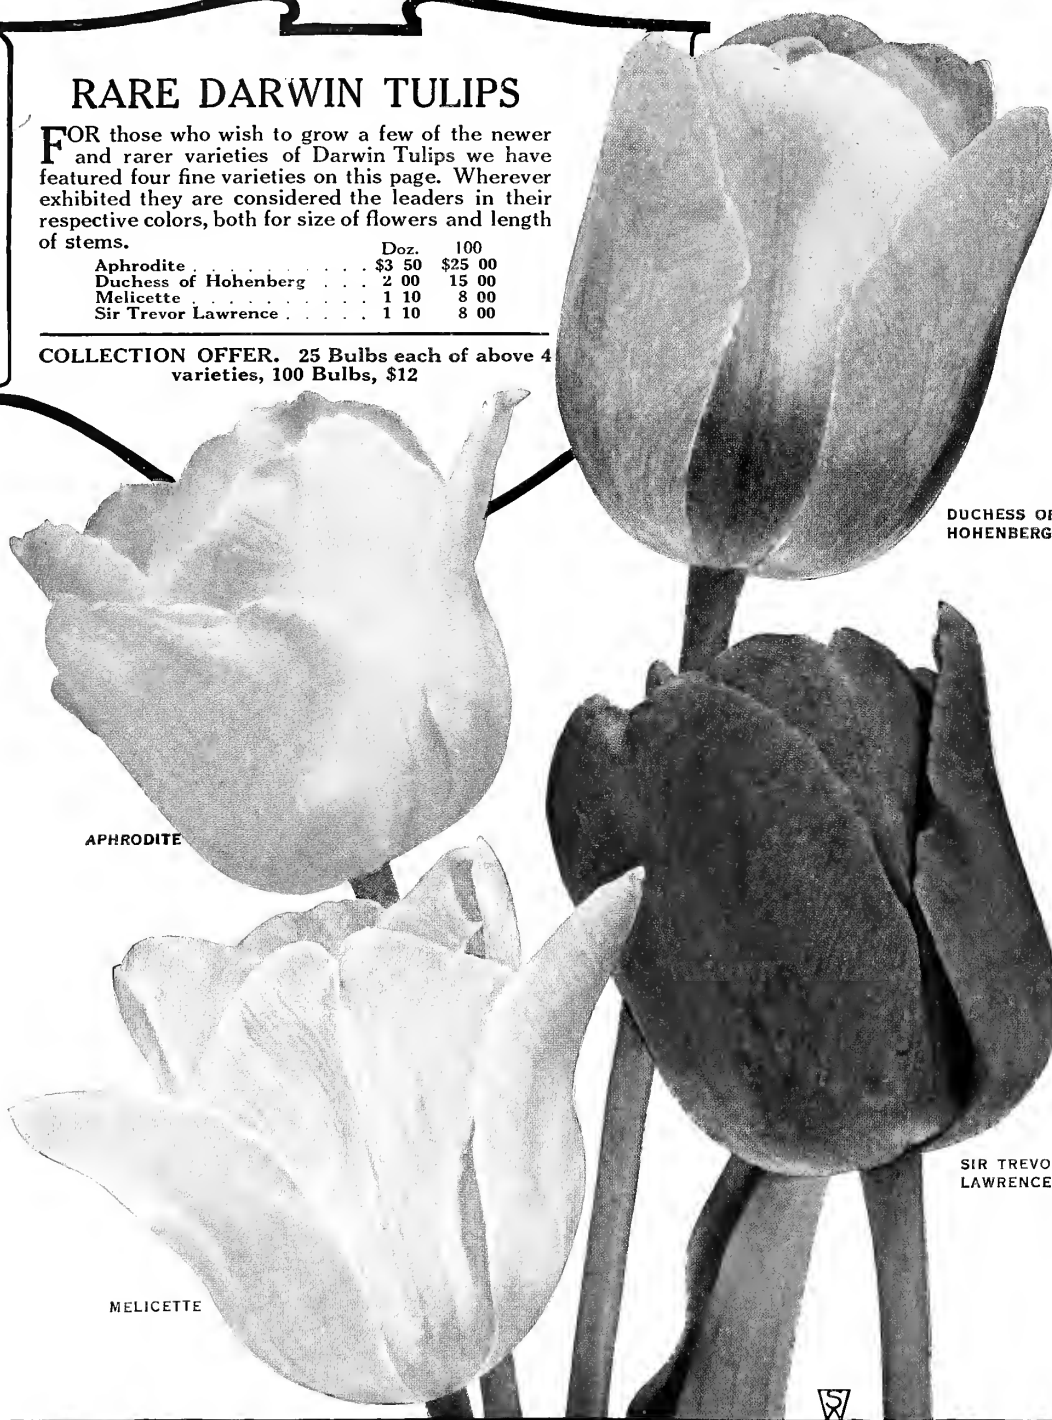 RARE DARWIN TULIPS
FOR those who wish to grow a few of the newer
and rarer varieties of Darwin Tulips we have
featured four fine varieties on this page. Wherever
exhibited they are considered the leaders in their
respective colors, both for size of flowers and length
of stems.
Doz. 100
Aphrodite . . . . . . . . . . $3 50 $25 00
Duchess of Hohenberg . . . 2 00 15 00
Melicette . . . . . . . . . . 1 10 8 00
Sir Trevor Lawrence . . . . . 1 10 8 00
COLLECTION OFFER. 25 Bulbs each of above 4
varieties, 100 Bulbs, $12
DUCHESS OF
HOHENBERG
APHRODITE
SIR TREVO
LAWRENCE
MELICETTE